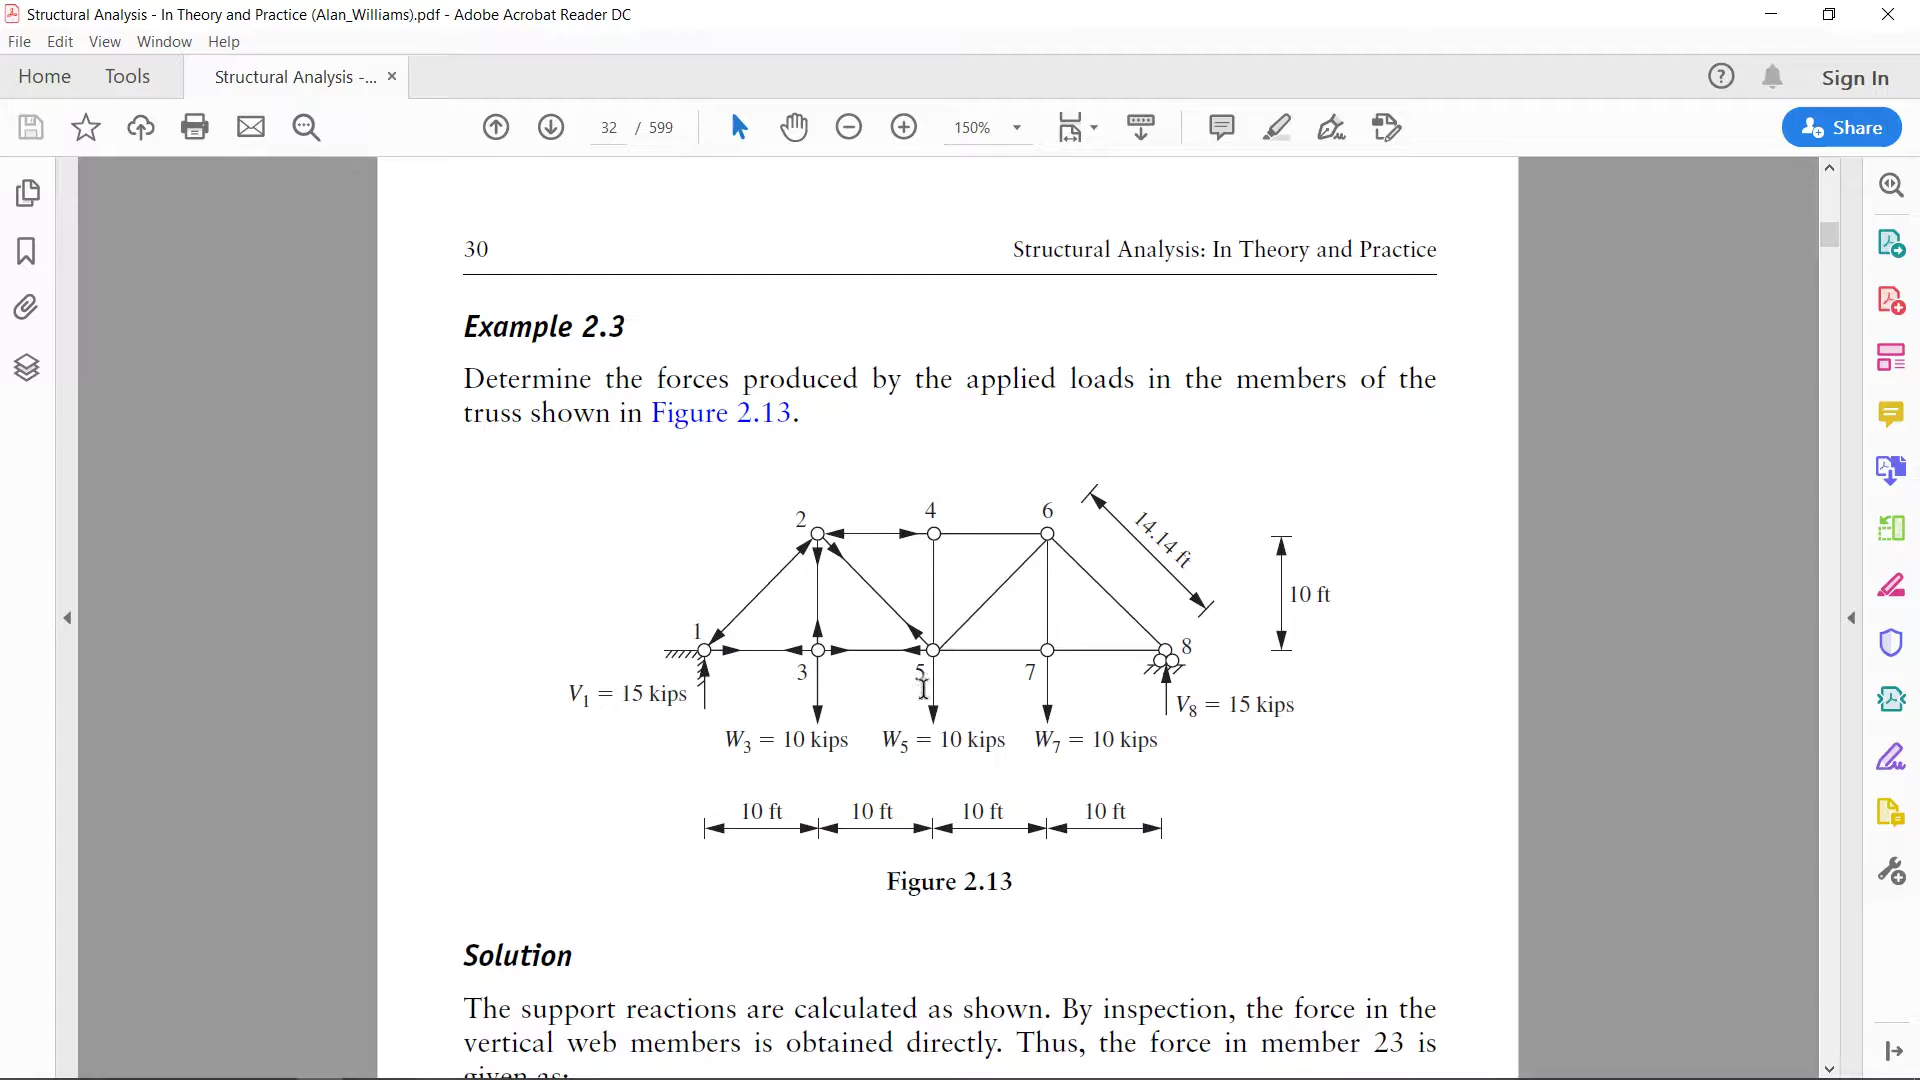 Structural Analysis - In Theory and Practice (Alan_Williams).pdf - Adobe Acrobat Reader DC
File Edit View Window Help
Home Tools Structural Analysis -... × Sign In
32 / 599 150% Share
30 Structural Analysis: In Theory and Practice
Example 2.3
Determine the forces produced by the applied loads in the members of the
truss shown in Figure 2.13.
2 4 6
14.14 ft
10 ft
1 3 5 7 8
V1 = 15 kips V8 = 15 kips
W3 = 10 kips W5 = 10 kips W7 = 10 kips
10 ft 10 ft 10 ft 10 ft
Figure 2.13
Solution
The support reactions are calculated as shown. By inspection, the force in the
vertical web members is obtained directly. Thus, the force in member 23 is
given as: